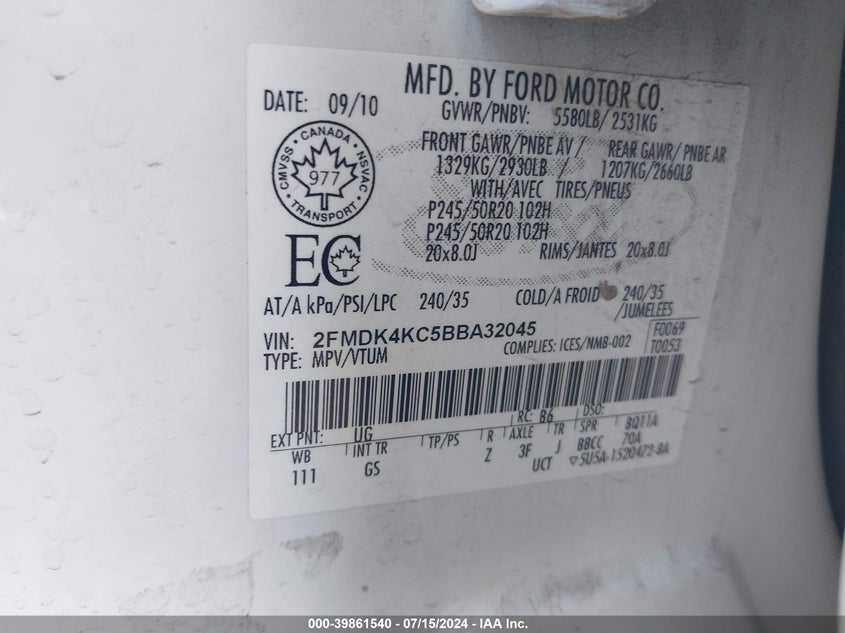 MFD. BY FORD MOTOR CO.
DATE: 09/10
GVWR/PNBV: 5580LB/2531KG
FRONT GAWR/PNBE AV/ REAR GAWR/PNBE AR
1329KG/2930LB / 1207KG/2660LB
WITH/AVEC TIRES/PNEUS
CANADA
CMVSS NSVAC
977
TRANSPORT
P245/50R20 102H
P245/50R20 102H
20x8.0J RIMS/JANTES 20x8.0J
EC
AT/A kPa/PSI/LPC 240/35 COLD/A FROID 240/35
/JUMELEES
VIN: 2FMDK4KC5BBA32045 F0069
TYPE: MPV/VTUM COMPLIES: ICES/NMB-002 T0053
EXT PNT: UG RC: B6 DSO:
WB INT TR TP/PS R AXLE TR SPR BQ11A
111 GS Z 3F J BBCC 70A
UCT ▽5U5A-1520472-BA
000-39861540 - 07/15/2024 - IAA Inc.